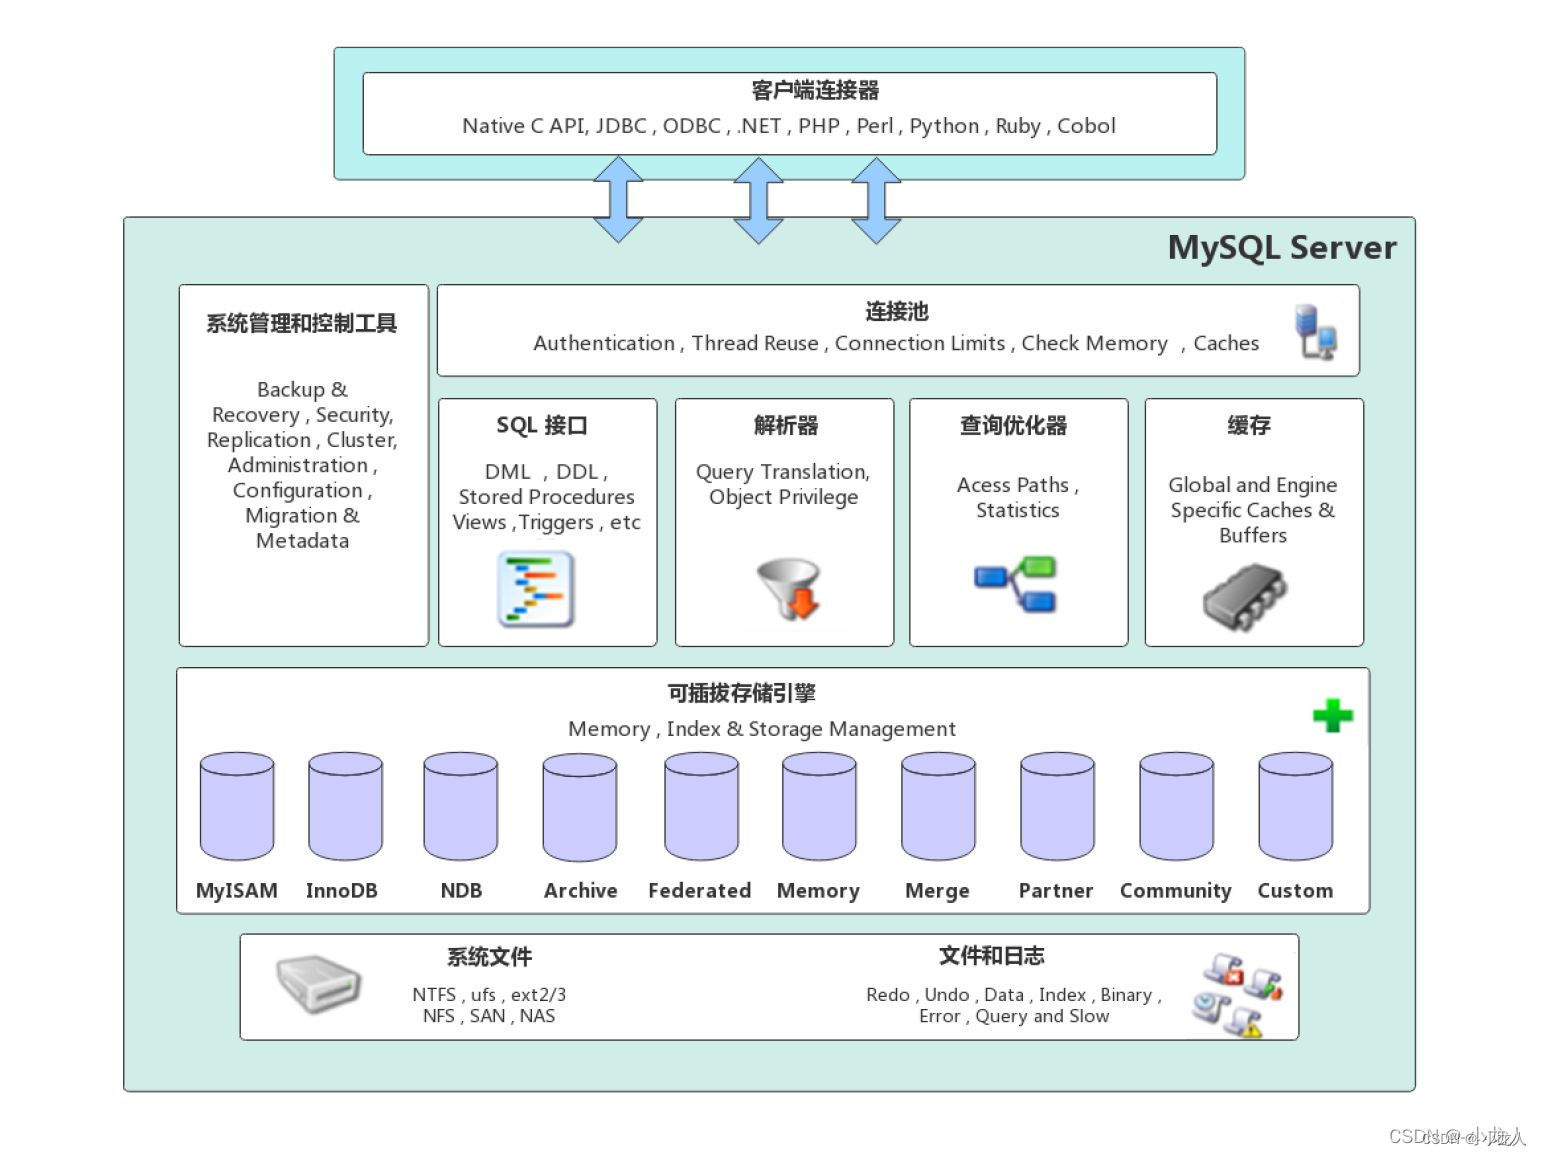 客户端连接器
Native C API, JDBC , ODBC , .NET , PHP , Perl , Python , Ruby , Cobol
MySQL Server
系统管理和控制工具
Backup &
Recovery , Security,
Replication , Cluster,
Administration ,
Configuration ,
Migration &
Metadata
连接池
Authentication , Thread Reuse , Connection Limits , Check Memory , Caches
SQL 接口
DML , DDL ,
Stored Procedures
Views ,Triggers , etc
解析器
Query Translation,
Object Privilege
查询优化器
Acess Paths ,
Statistics
缓存
Global and Engine
Specific Caches &
Buffers
可插拔存储引擎
Memory , Index & Storage Management
MyISAM InnoDB NDB Archive Federated Memory Merge Partner Community Custom
系统文件
NTFS , ufs , ext2/3
NFS , SAN , NAS
文件和日志
Redo , Undo , Data , Index , Binary ,
Error , Query and Slow
CSDN @小龙人